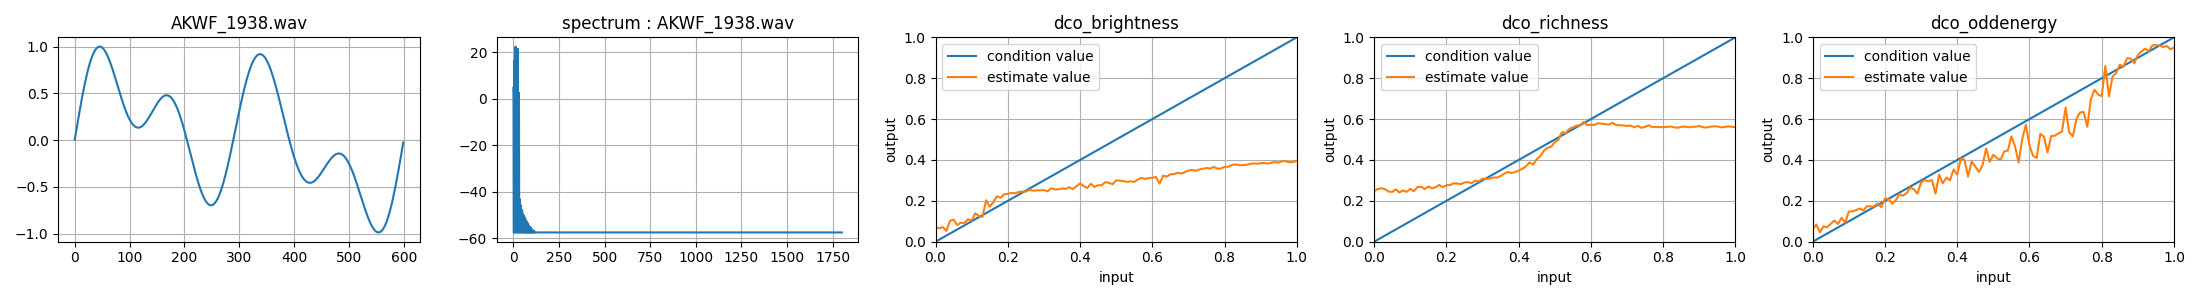 AKWF_1938.wav
1.0
0.5
0.0
−0.5
−1.0
0 100 200 300 400 500 600
spectrum : AKWF_1938.wav
20
0
−20
−40
−60
0 250 500 750 1000 1250 1500 1750
dco_brightness
condition value
estimate value
output
1.0
0.8
0.6
0.4
0.2
0.0
0.0 0.2 0.4 0.6 0.8 1.0
input
dco_richness
condition value
estimate value
output
1.0
0.8
0.6
0.4
0.2
0.0
0.0 0.2 0.4 0.6 0.8 1.0
input
dco_oddenergy
condition value
estimate value
output
1.0
0.8
0.6
0.4
0.2
0.0
0.0 0.2 0.4 0.6 0.8 1.0
input